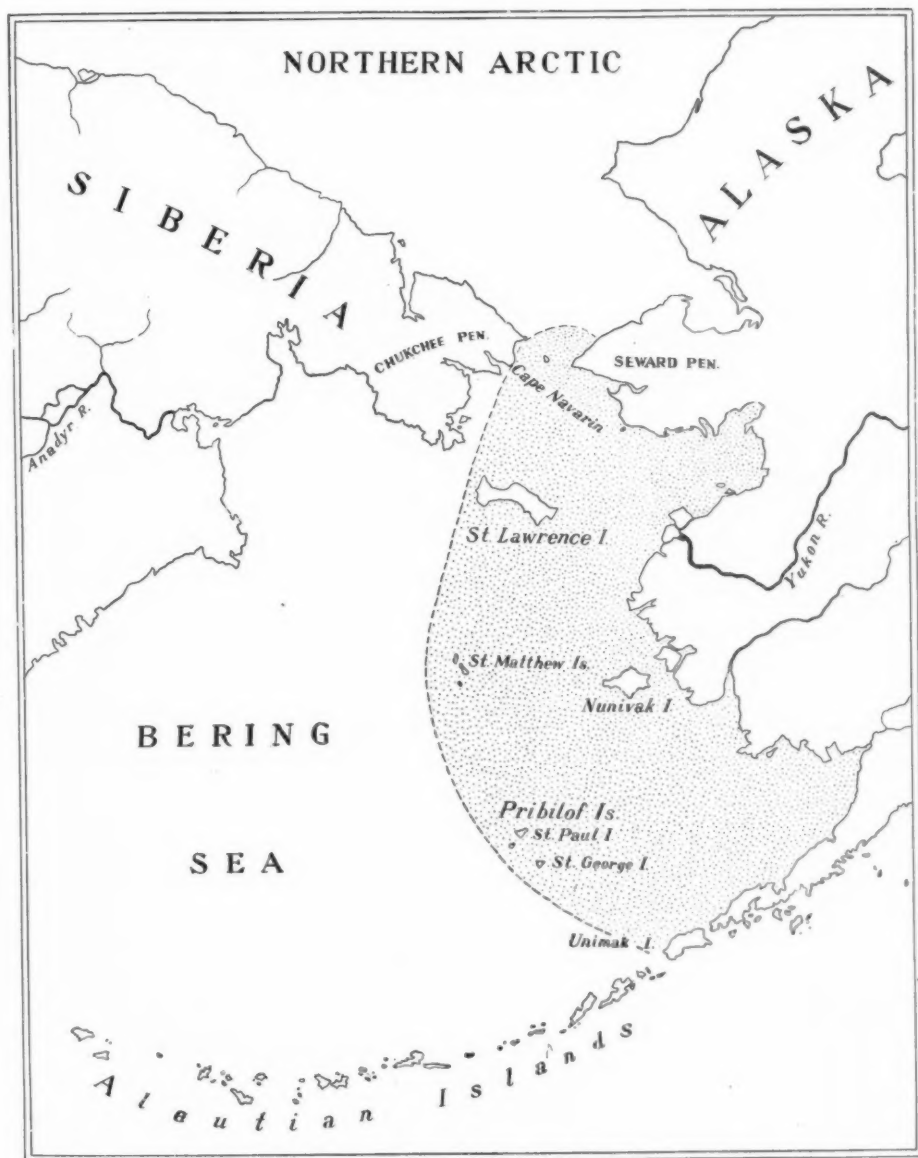 NORTHERN ARCTIC
ALASKA
SIBERIA
CHUKCHEE PEN.
SEWARD PEN.
Cape Navarin
Anadyr R.
St. Lawrence I.
Yukon R.
St. Matthew Is.
Nunivak I.
BERING
SEA
Pribilof Is.
St. Paul I.
St. George I.
Unimak I.
Aleutian Islands